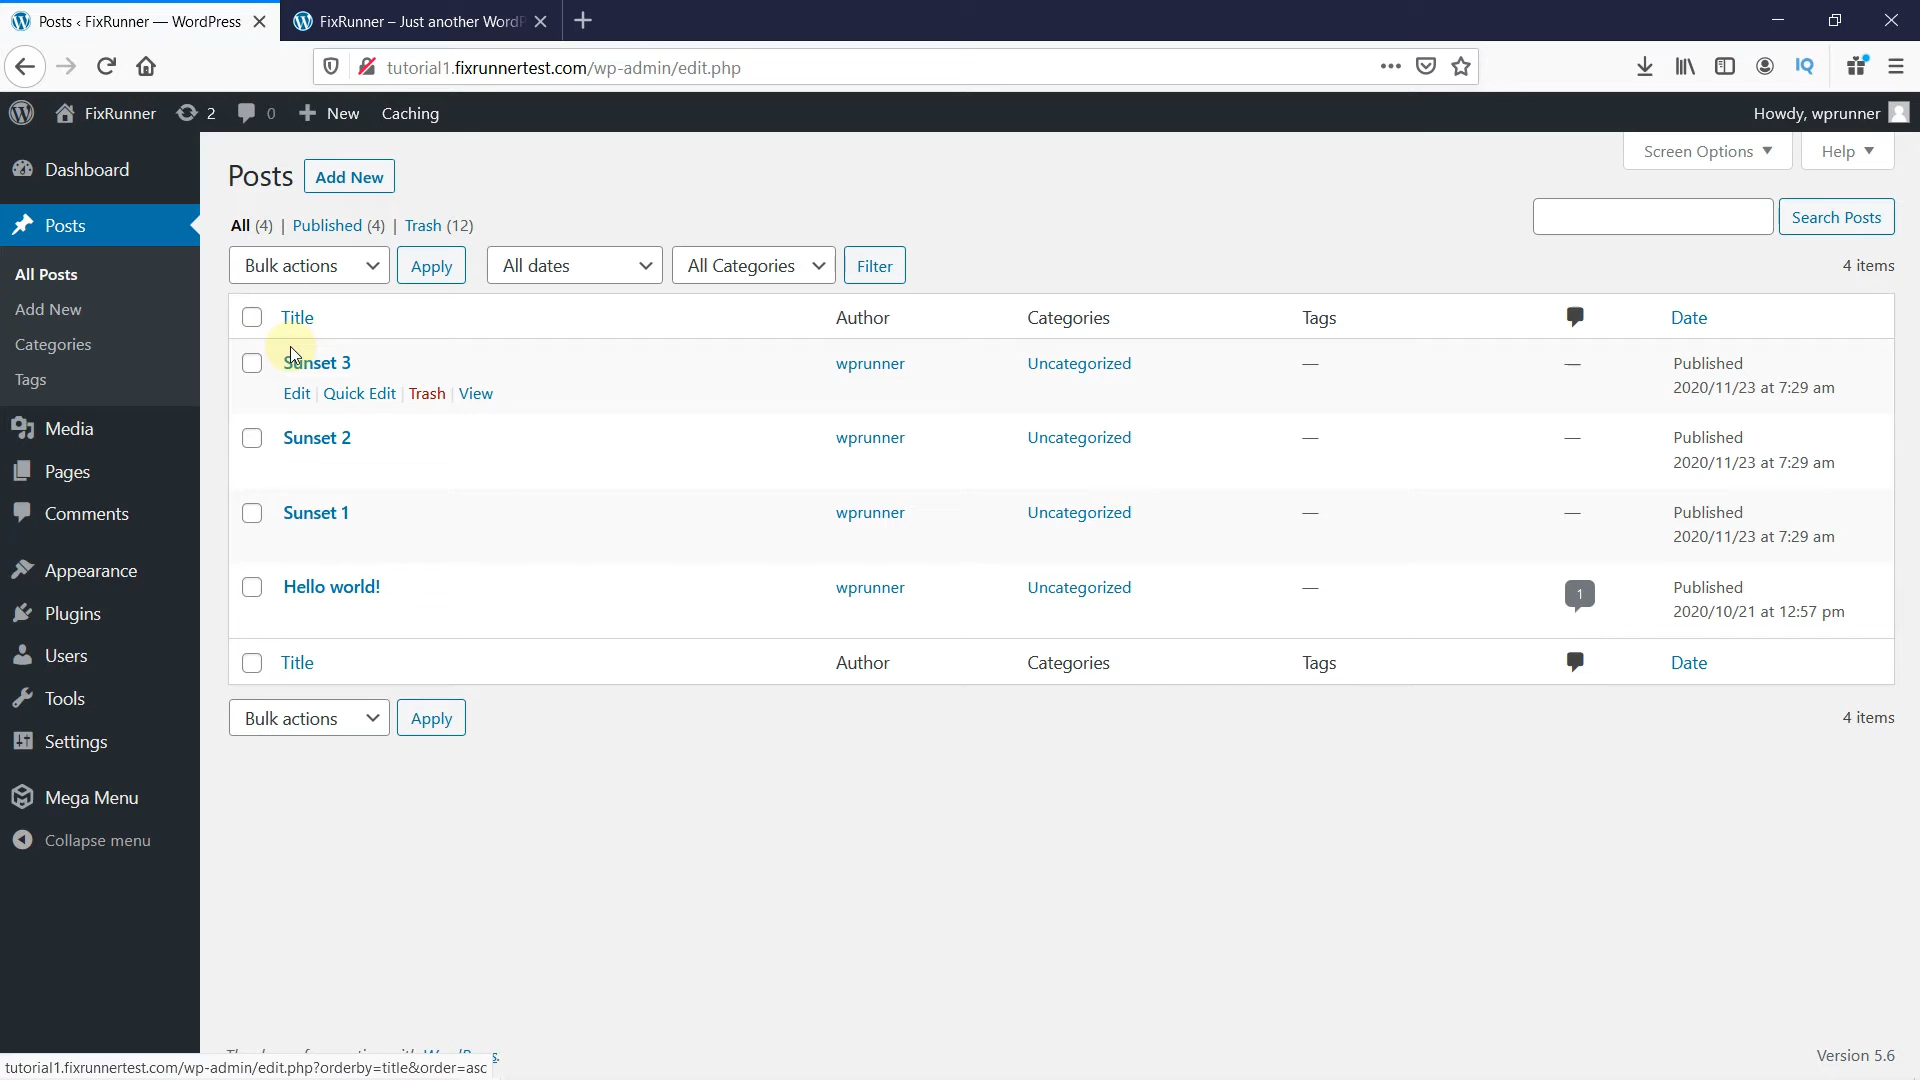 Posts ‹ FixRunner — WordPress
FixRunner – Just another WordP
tutorial1.fixrunnertest.com/wp-admin/edit.php
IQ
FixRunner 2 0 New Caching
Howdy, wprunner
Dashboard
Posts
All Posts
Add New
Categories
Tags
Media
Pages
Comments
Appearance
Plugins
Users
Tools
Settings
Mega Menu
Collapse menu
Screen Options Help
Posts Add New
All (4) | Published (4) | Trash (12)
Search Posts
Bulk actions Apply All dates All Categories Filter 4 items
Title Author Categories Tags Date
Sunset 3 wprunner Uncategorized — — Published
2020/11/23 at 7:29 am
Edit | Quick Edit | Trash | View
Sunset 2 wprunner Uncategorized — — Published
2020/11/23 at 7:29 am
Sunset 1 wprunner Uncategorized — — Published
2020/11/23 at 7:29 am
Hello world! wprunner Uncategorized — 1 Published
2020/10/21 at 12:57 pm
Title Author Categories Tags Date
Bulk actions Apply 4 items
Version 5.6
tutorial1.fixrunnertest.com/wp-admin/edit.php?orderby=title&order=asc